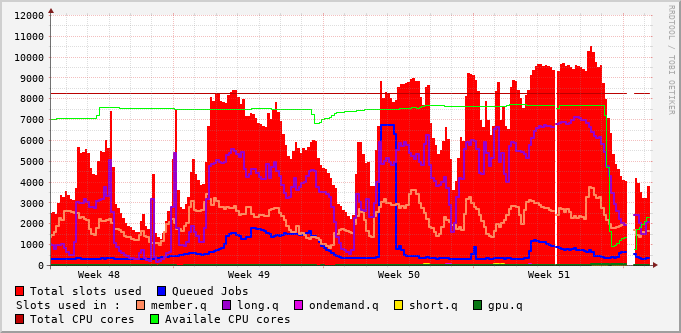 RRDTOOL / TOBI OETIKER
12000
11000
10000
9000
8000
7000
6000
5000
4000
3000
2000
1000
0
Week 48 Week 49 Week 50 Week 51
Total slots used Queued Jobs
Slots used in : member.q long.q ondemand.q short.q gpu.q
Total CPU cores Availale CPU cores